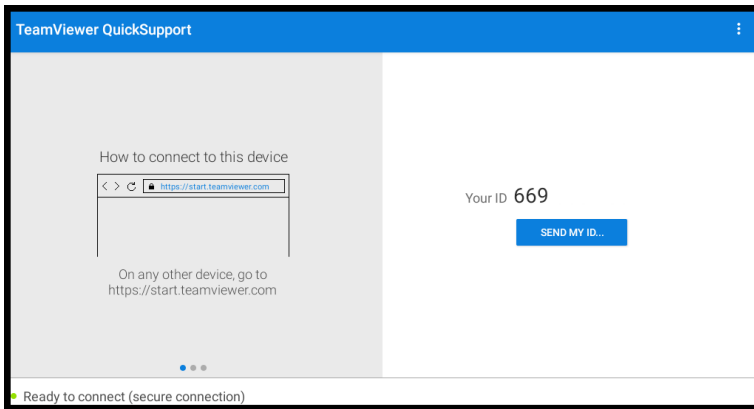 TeamViewer QuickSupport
How to connect to this device
https://start.teamviewer.com
On any other device, go to
https://start.teamviewer.com
Your ID 669
SEND MY ID...
Ready to connect (secure connection)